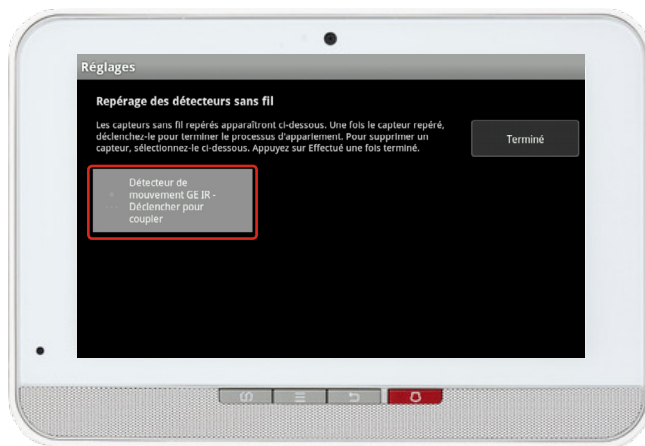 Réglages
Repérage des détecteurs sans fil
Les capteurs sans fil repérés apparaîtront ci-dessous. Une fois le capteur repéré,
déclenchez-le pour terminer le processus d'appariement. Pour supprimer un
capteur, sélectionnez-le ci-dessous. Appuyez sur Effectué une fois terminé.
Terminé
Détecteur de
mouvement GE IR -
Déclencher pour
coupler